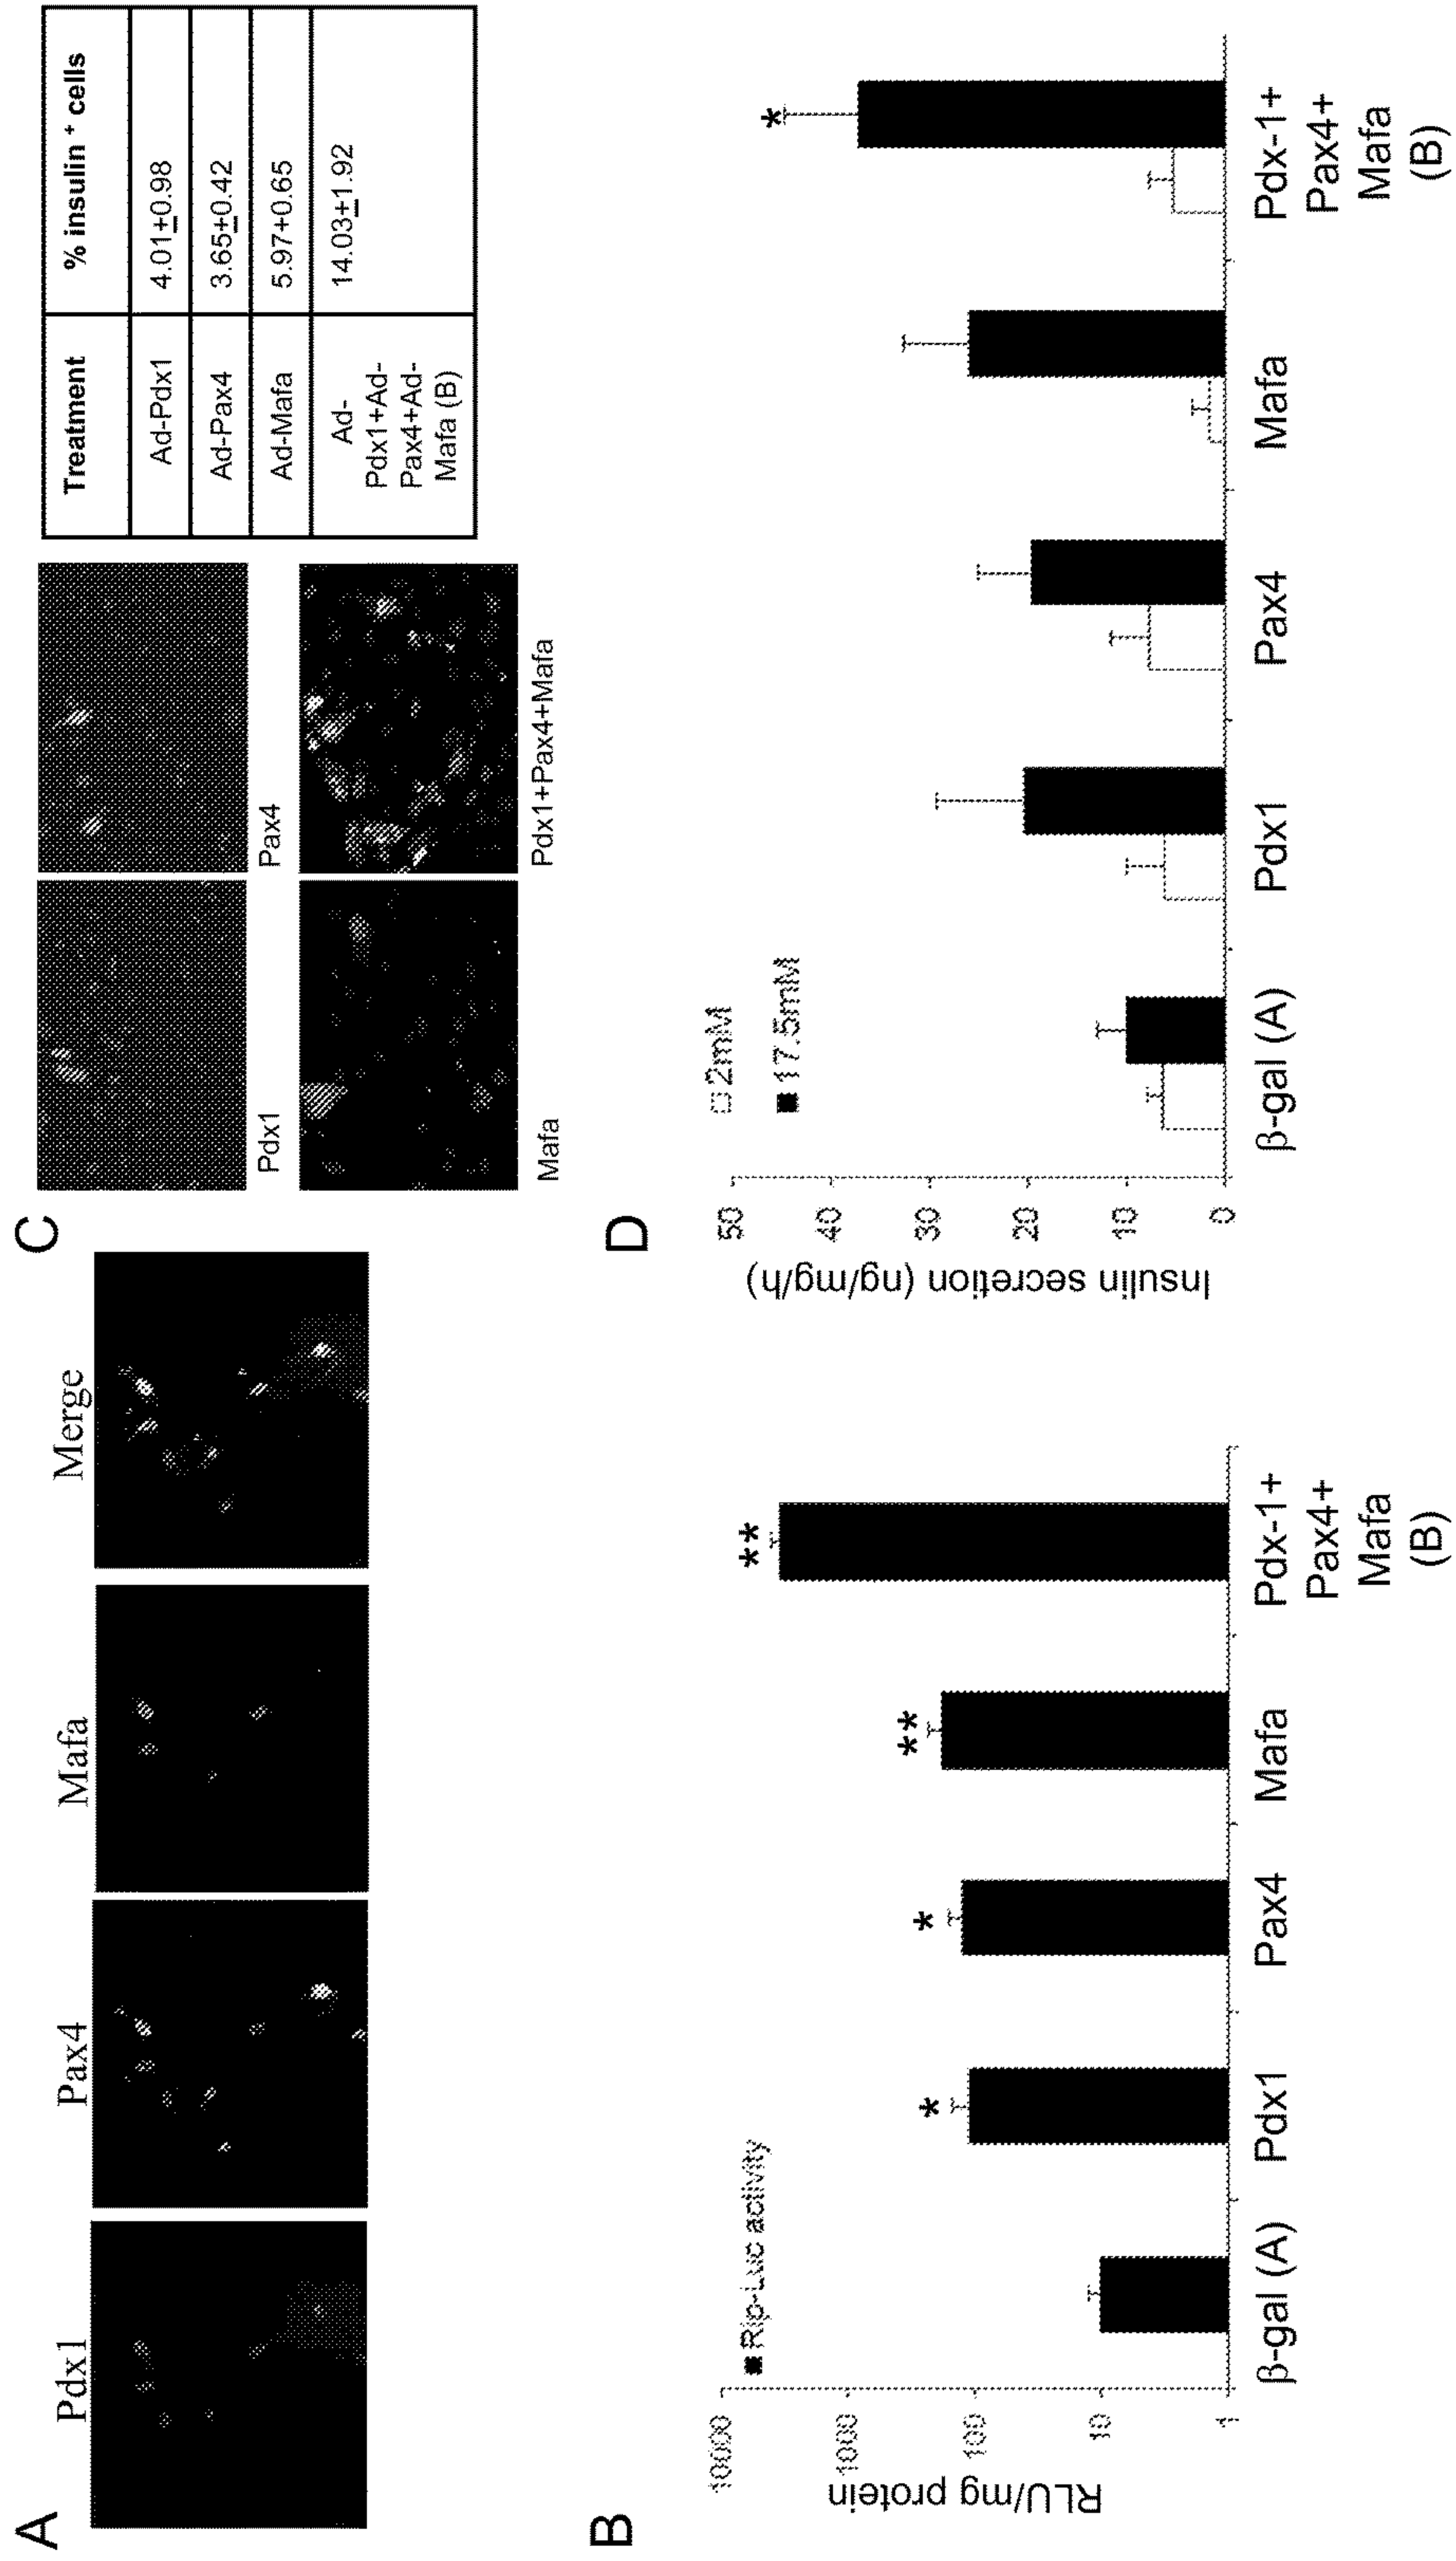 A
Pdx1
Pax4
Mafa
Merge
B
RLU/mg protein
10000
1000
100
10
1
■ Rip-Luc activity
*
*
**
**
β-gal (A)
Pdx1
Pax4
Mafa
Pdx-1+
Pax4+
Mafa
(B)
C
Pdx1
Pax4
Mafa
Pdx1+Pax4+Mafa
Treatment
% insulin + cells
Ad-Pdx1
4.01±0.98
Ad-Pax4
3.65±0.42
Ad-Mafa
5.97+0.65
Ad-
Pdx1+Ad-
Pax4+Ad-
Mafa (B)
14.03±1.92
D
Insulin secretion (ng/mg/h)
50
40
30
20
10
0
□ 2mM
■ 17.5mM
*
β-gal (A)
Pdx1
Pax4
Mafa
Pdx-1+
Pax4+
Mafa
(B)